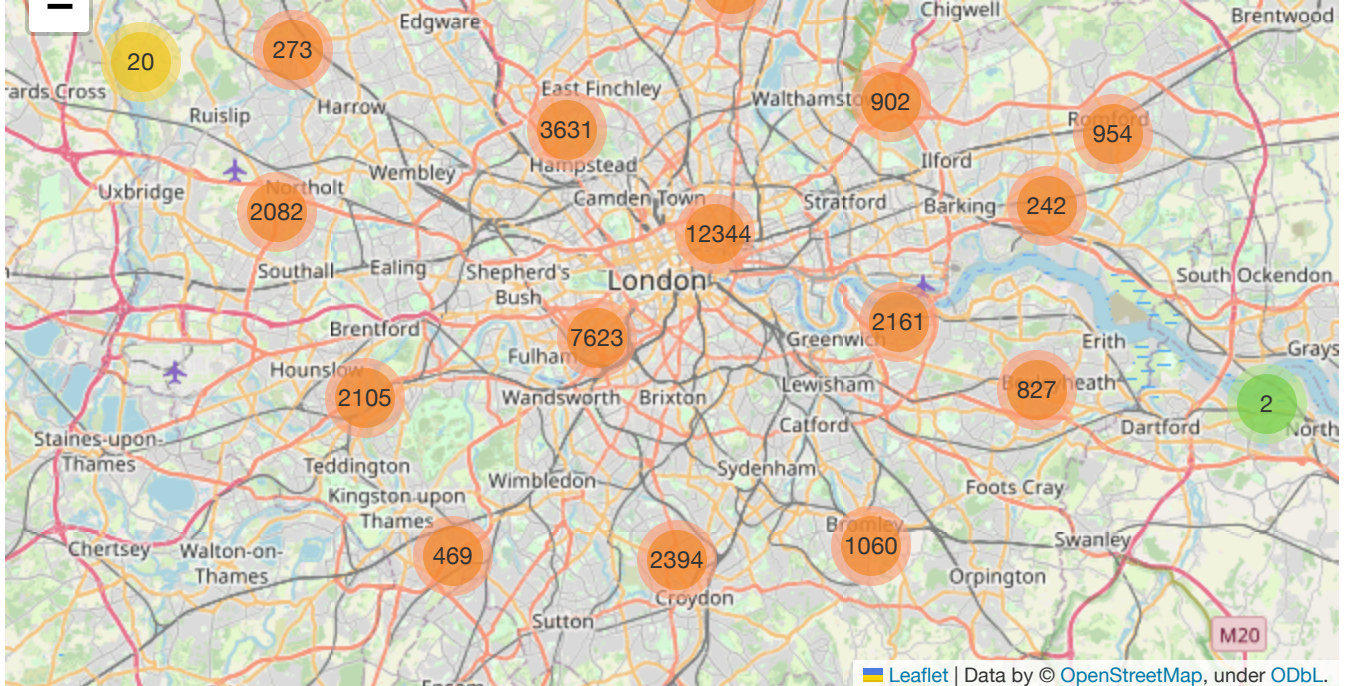 −
Edgware
Chigwell
Brentwood
20
273
rards Cross
East Finchley
Walthamsto
902
Harrow
Ruislip
3631
Romford
954
Hampstead
Ilford
Wembley
Uxbridge
Northolt
Camden Town
Stratford
Barking
242
2082
12344
Southall
Ealing
Shepherd's
Bush
London
South Ockendon
Brentford
7623
Greenwich
2161
Erith
Grays
Fulham
Hounslow
2105
Wandsworth
Brixton
Lewisham
827
2
Catford
Dartford
North
Staines-upon-
Thames
Teddington
Wimbledon
Sydenham
Foots Cray
Kingston upon
Thames
Bromley
1060
Chertsey
Walton-on-
Thames
469
2394
Swanley
Orpington
Croydon
Sutton
M20
Leaflet | Data by © OpenStreetMap, under ODbL.